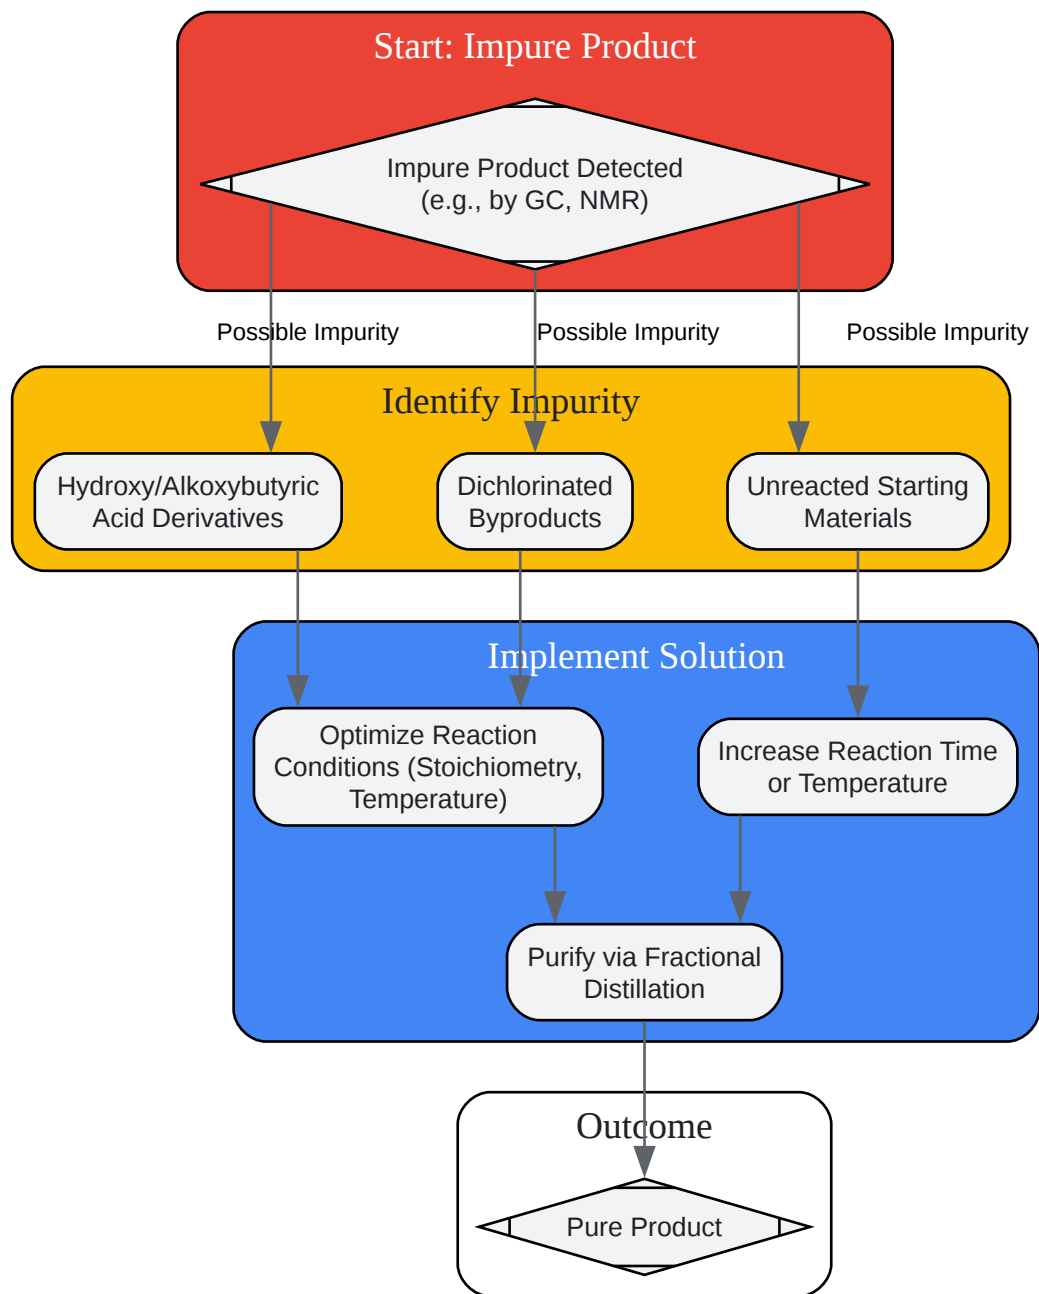 Start: Impure Product
Impure Product Detected
(e.g., by GC, NMR)
Possible Impurity
Possible Impurity
Possible Impurity
Identify Impurity
Hydroxy/Alkoxybutyric
Acid Derivatives
Dichlorinated
Byproducts
Unreacted Starting
Materials
Implement Solution
Optimize Reaction
Conditions (Stoichiometry,
Temperature)
Increase Reaction Time
or Temperature
Purify via Fractional
Distillation
Outcome
Pure Product